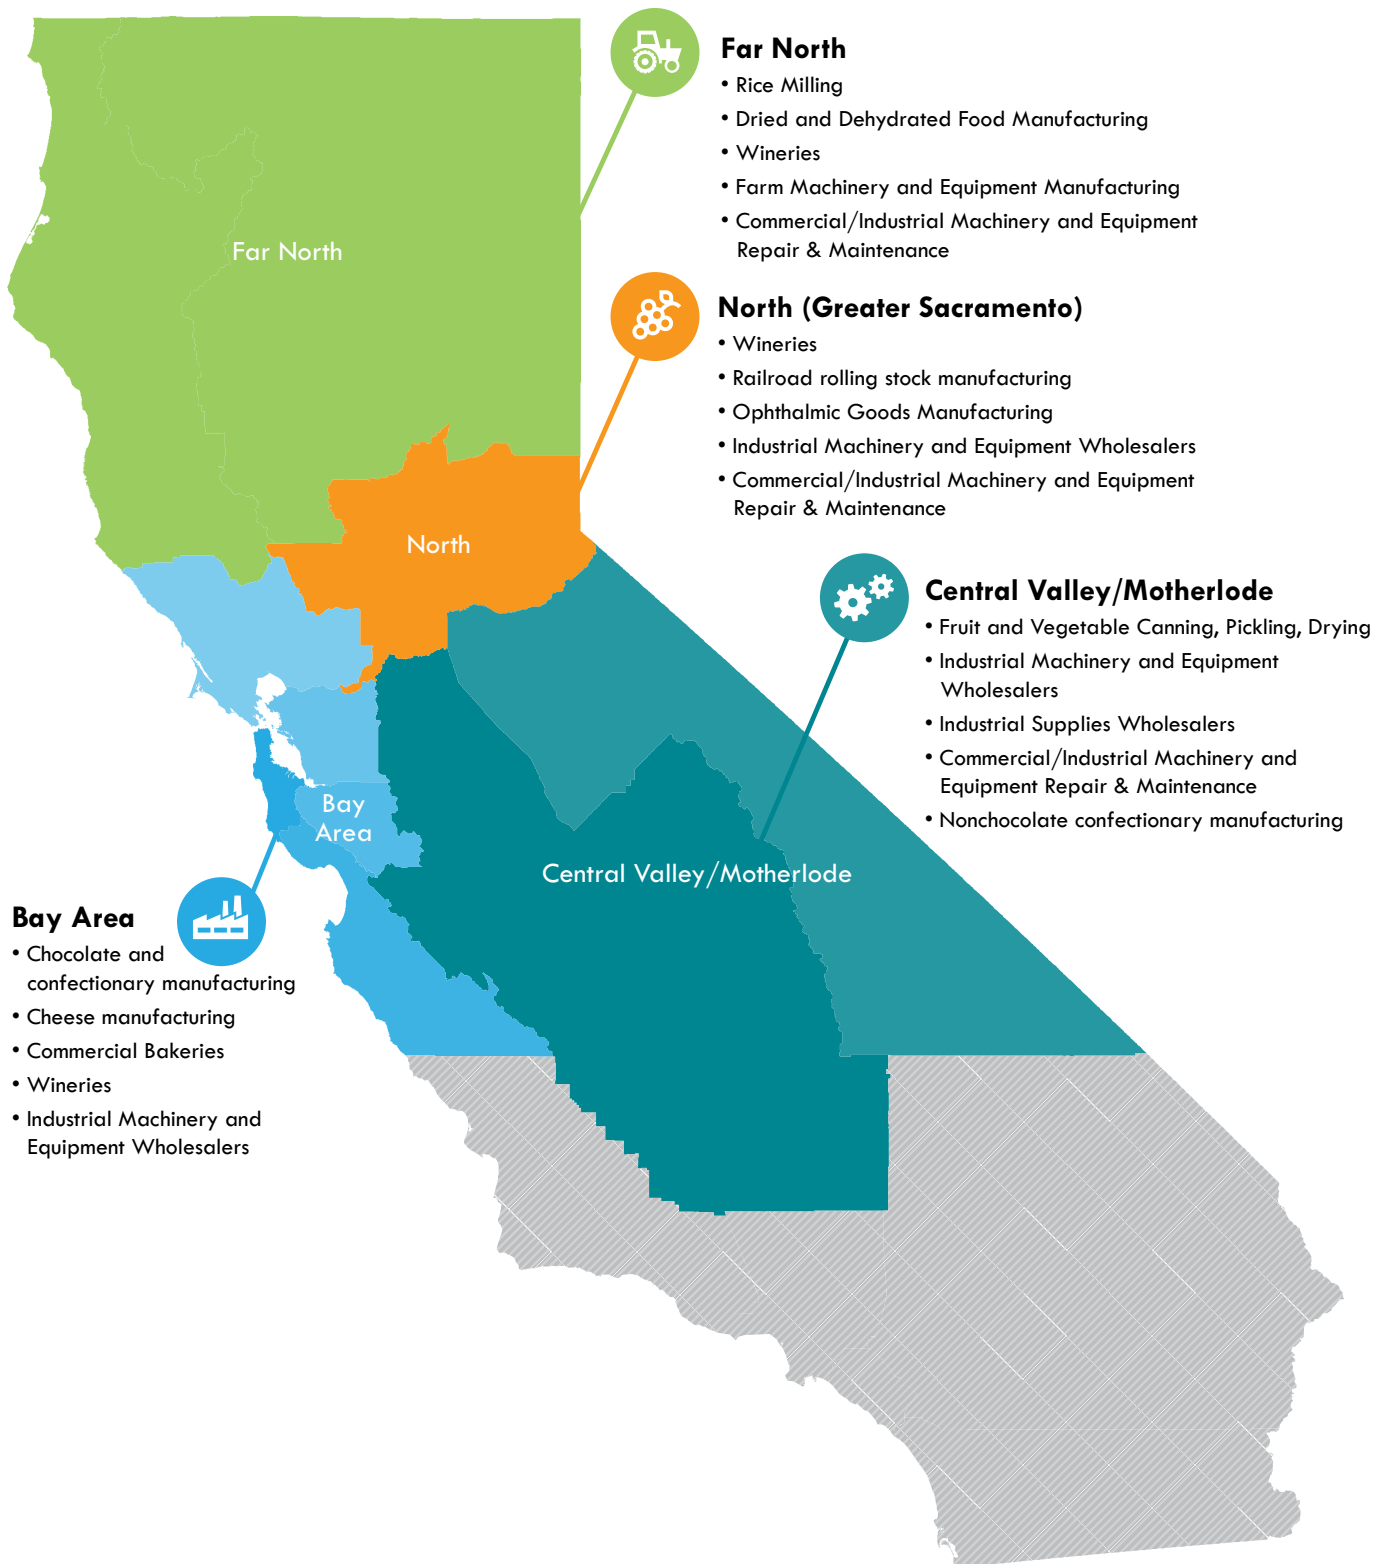 Far North
• Rice Milling
• Dried and Dehydrated Food Manufacturing
• Wineries
• Farm Machinery and Equipment Manufacturing
• Commercial/Industrial Machinery and Equipment
Repair & Maintenance
Far North
North (Greater Sacramento)
• Wineries
• Railroad rolling stock manufacturing
• Ophthalmic Goods Manufacturing
• Industrial Machinery and Equipment Wholesalers
• Commercial/Industrial Machinery and Equipment
Repair & Maintenance
North
Central Valley/Motherlode
• Fruit and Vegetable Canning, Pickling, Drying
• Industrial Machinery and Equipment
Wholesalers
• Industrial Supplies Wholesalers
• Commercial/Industrial Machinery and
Equipment Repair & Maintenance
• Nonchocolate confectionary manufacturing
Bay
Area
Central Valley/Motherlode
Bay Area
• Chocolate and
confectionary manufacturing
• Cheese manufacturing
• Commercial Bakeries
• Wineries
• Industrial Machinery and
Equipment Wholesalers